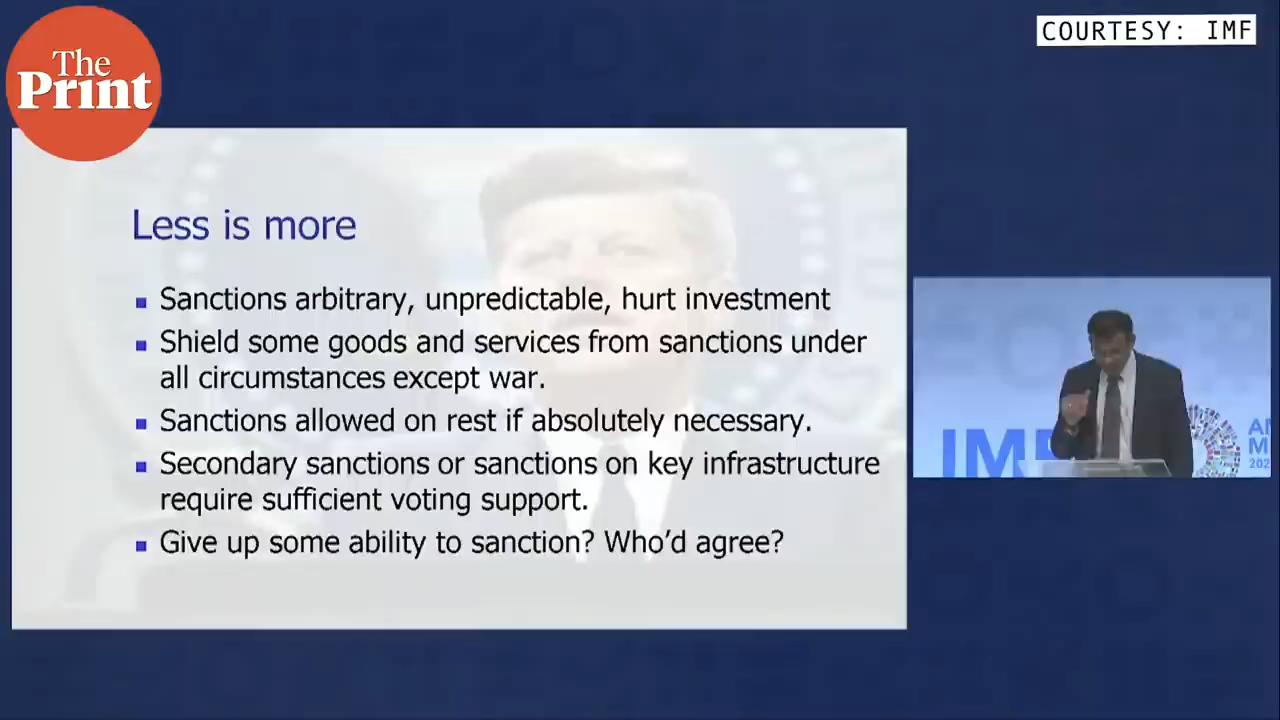 The
Print
COURTESY: IMF
Less is more
Sanctions arbitrary, unpredictable, hurt investment
Shield some goods and services from sanctions under
all circumstances except war.
Sanctions allowed on rest if absolutely necessary.
Secondary sanctions or sanctions on key infrastructure
require sufficient voting support.
Give up some ability to sanction? Who'd agree?
IMF